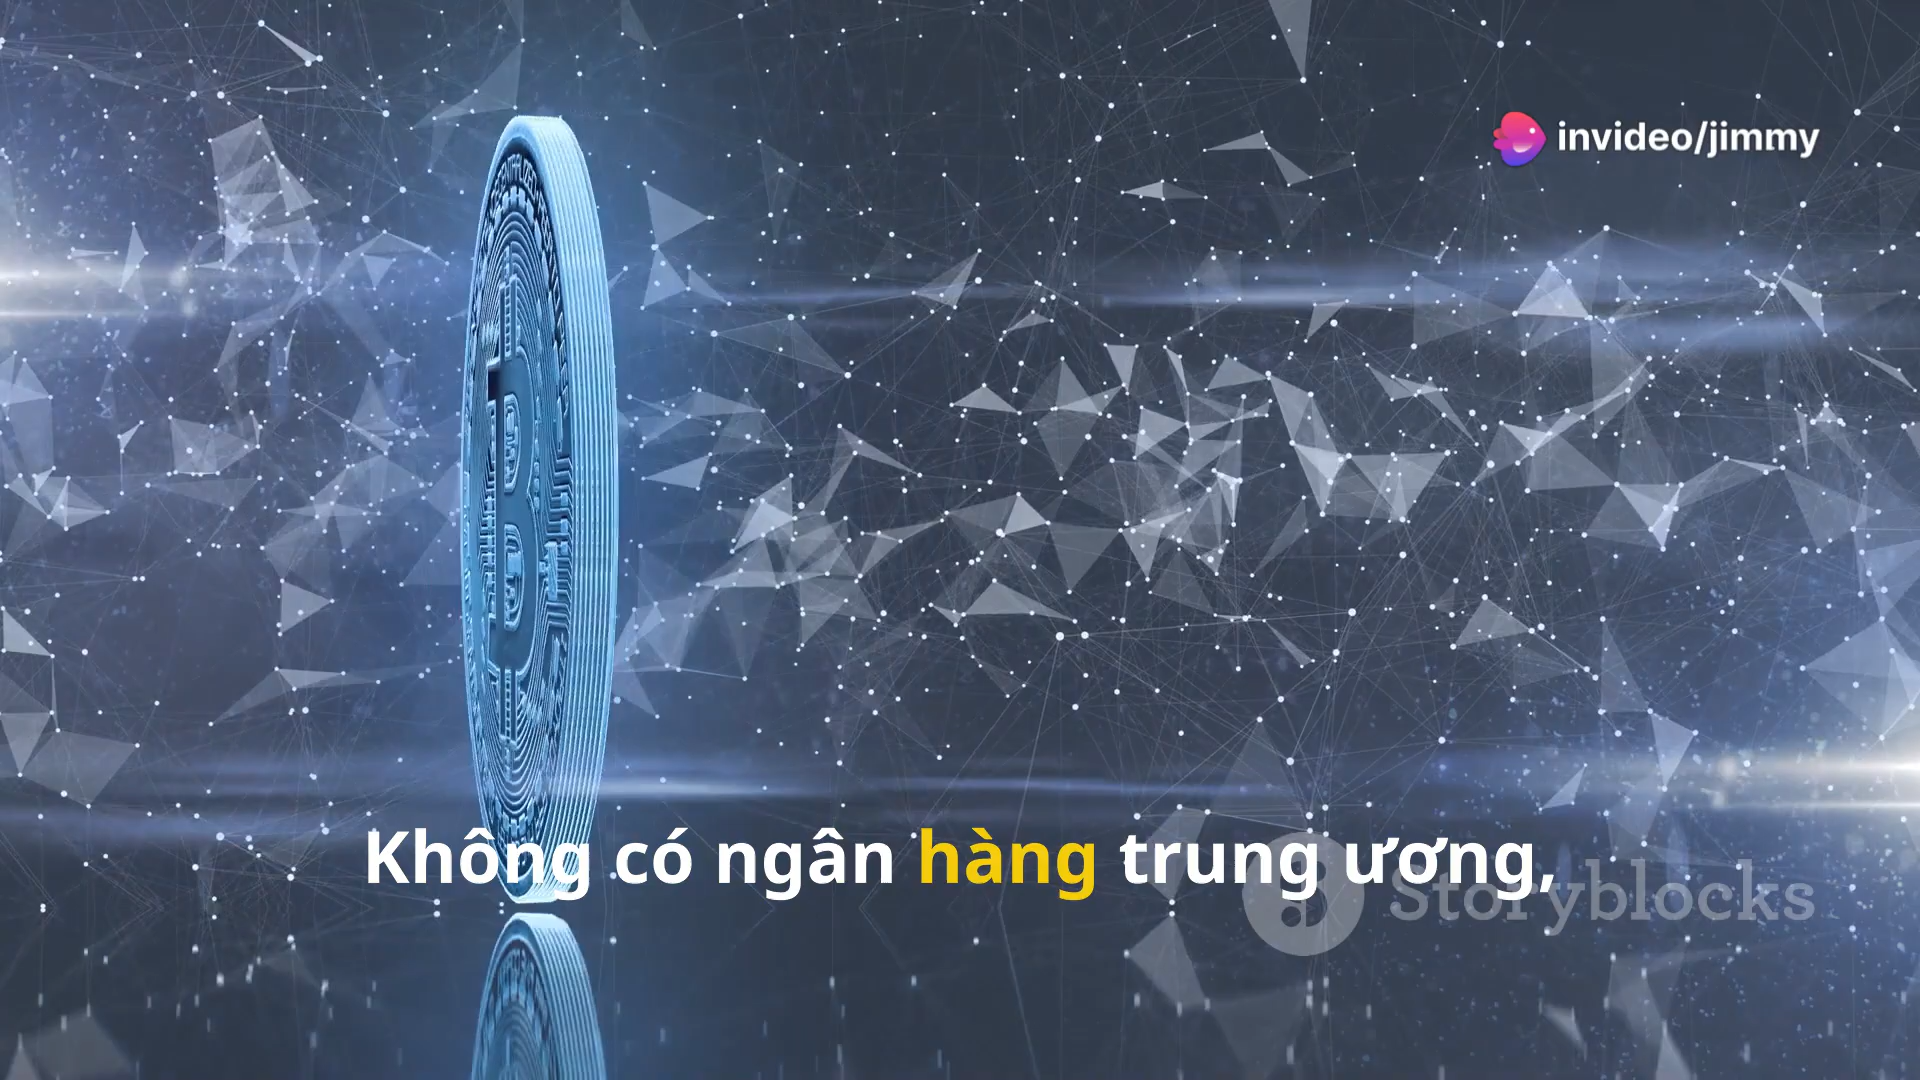 invideo/jimmy
Không có ngân hàng trung ương,
Storyblocks